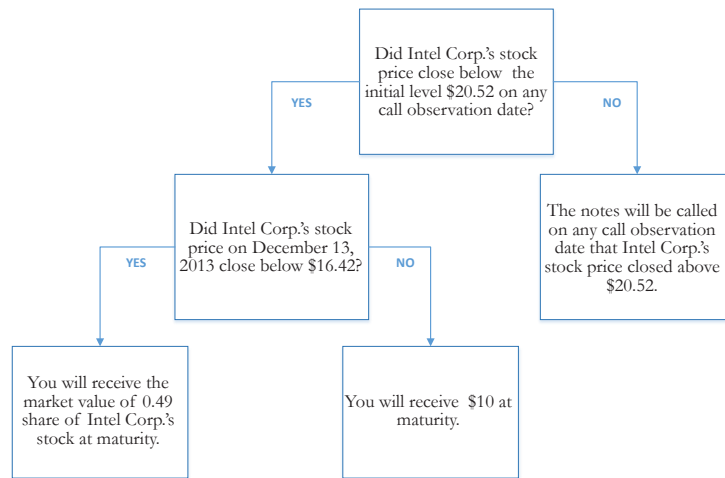 Did Intel Corp.'s stock
price close below the
initial level $20.52 on any
call observation date?
YES
NO
Did Intel Corp.'s stock
price on December 13,
2013 close below $16.42?
The notes will be called
on any call observation
date that Intel Corp.'s
stock price closed above
$20.52.
YES
NO
You will receive the
market value of 0.49
share of Intel Corp.'s
stock at maturity.
You will receive $10 at
maturity.